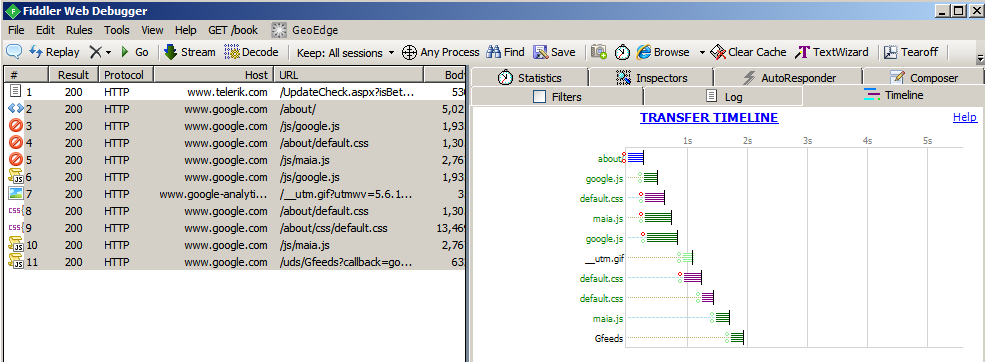 Fiddler Web Debugger
File Edit Rules Tools View Help GET /book GeoEdge
Replay Go Stream Decode Keep: All sessions Any Process Find Save Browse Clear Cache TextWizard Tearoff
# Result Protocol Host URL Body
1 200 HTTP www.telerik.com /UpdateCheck.aspx?isBet... 530
2 200 HTTP www.google.com /about/ 5,02
3 200 HTTP www.google.com /js/google.js 1,93
4 200 HTTP www.google.com /about/default.css 1,30
5 200 HTTP www.google.com /js/maia.js 2,76
6 200 HTTP www.google.com /js/google.js 1,93
7 200 HTTP www.google-analyti... /__utm.gif?utmwv=5.6.1... 3
8 200 HTTP www.google.com /about/default.css 1,30
9 200 HTTP www.google.com /about/css/default.css 13,469
10 200 HTTP www.google.com /js/maia.js 2,76
11 200 HTTP www.google.com /uds/Gfeeds?callback=go... 63
Statistics Inspectors AutoResponder Composer
Filters Log Timeline
TRANSFER TIMELINE Help
1s 2s 3s 4s 5s
about/
google.js
default.css
maia.js
google.js
__utm.gif
default.css
default.css
maia.js
Gfeeds